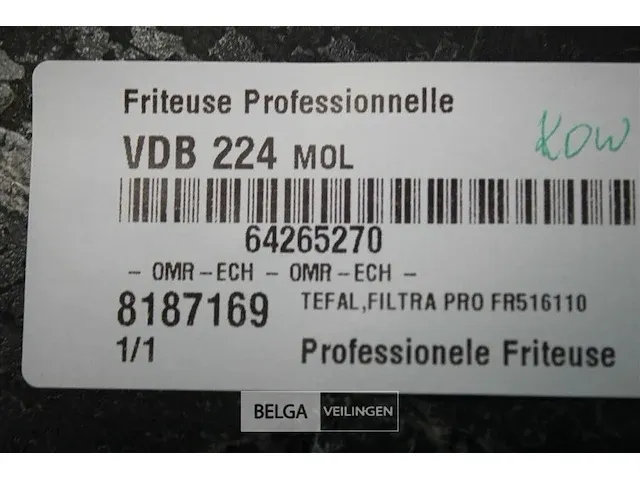 Friteuse Professionnelle
VDB 224 MOL
KOW
64265270
- OMR-ECH - OMR-ECH -
8187169 TEFAL,FILTRA PRO FR516110
1/1 Professionele Friteuse
BELGA VEILINGEN